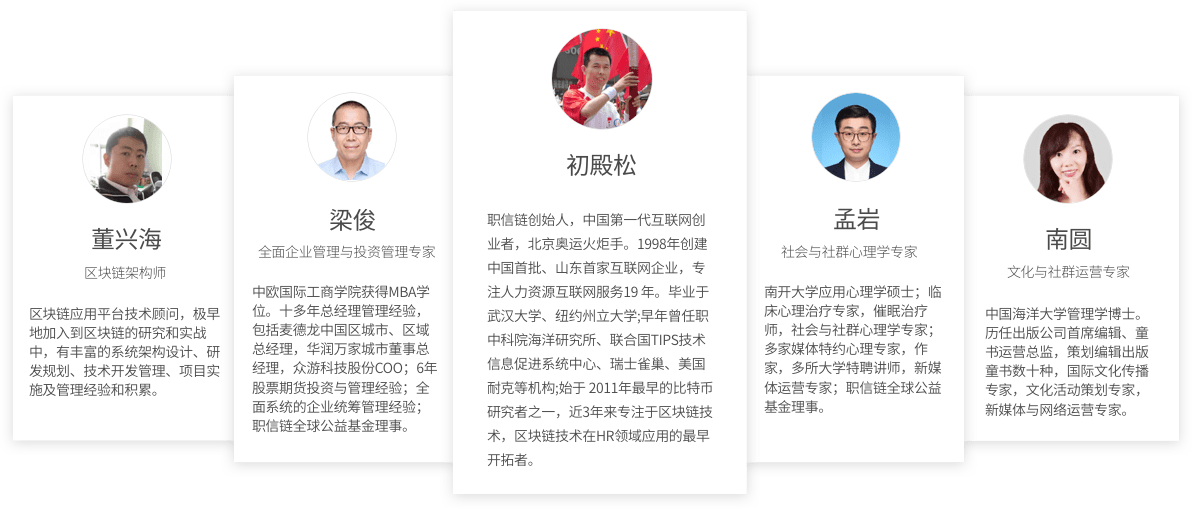 董兴海
区块链架构师
区块链应用平台技术顾问，极早
地加入到区块链的研究和实战
中，有丰富的系统架构设计、研
发规划、技术开发管理、项目实
施及管理经验和积累。
梁俊
全面企业管理与投资管理专家
中欧国际工商学院获得MBA学
位。十多年总经理管理经验，
包括麦德龙中国区城市、区域
总经理，华润万家城市董事总
经理，众游科技股份COO；6年
股票期货投资与管理经验；全
面系统的企业统筹管理经验；
职信链全球公益基金理事。
初殿松
职信链创始人，中国第一代互联网创
业者，北京奥运火炬手。1998年创建
中国首批、山东首家互联网企业，专
注人力资源互联网服务19 年。毕业于
武汉大学、纽约州立大学;早年曾任职
中科院海洋研究所、联合国TIPS技术
信息促进系统中心、瑞士雀巢、美国
耐克等机构;始于 2011年最早的比特币
研究者之一，近3年来专注于区块链技
术，区块链技术在HR领域应用的最早
开拓者。
孟岩
社会与社群心理学专家
南开大学应用心理学硕士；临
床心理治疗专家，催眠治疗
师，社会与社群心理学专家；
多家媒体特约心理专家，作
家，多所大学特聘讲师，新媒
体运营专家；职信链全球公益
基金理事。
南圆
文化与社群运营专家
中国海洋大学管理学博士。
历任出版公司首席编辑、童
书运营总监，策划编辑出版
童书数十种，国际文化传播
专家，文化活动策划专家，
新媒体与网络运营专家。